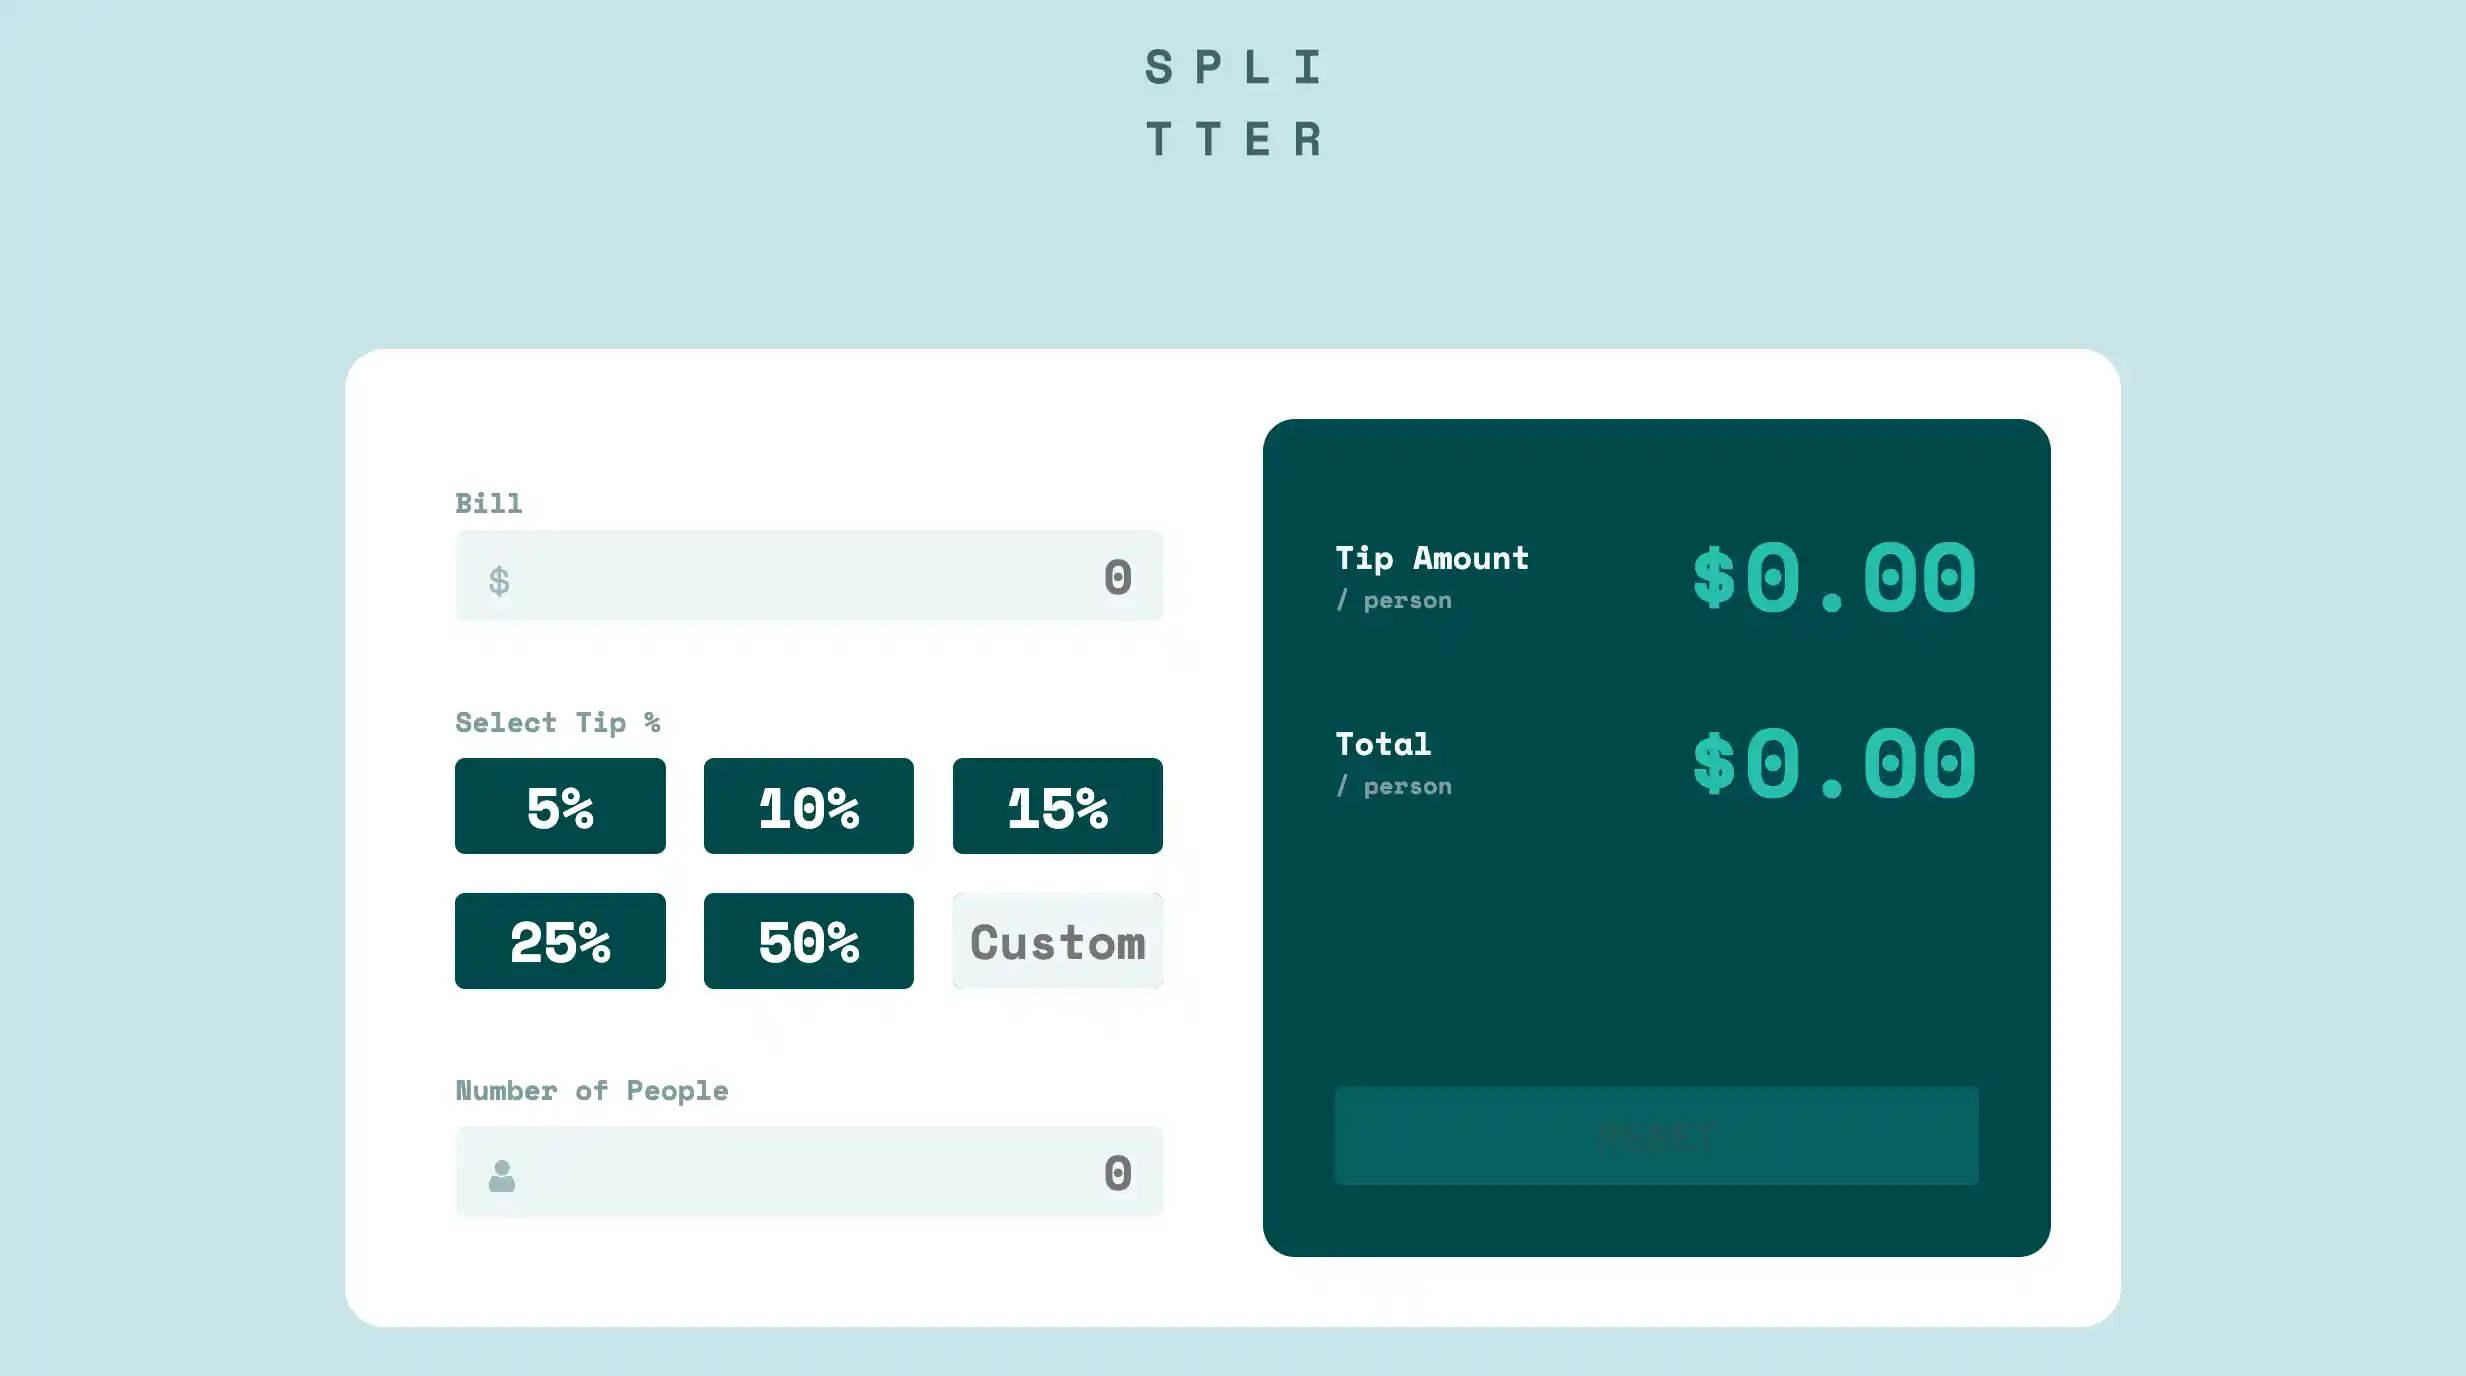 SPLI
TTER
Bill
$ 0
Select Tip %
5% 10% 15%
25% 50% Custom
Number of People
0
Tip Amount
/ person
$0.00
Total
/ person
$0.00
RESET